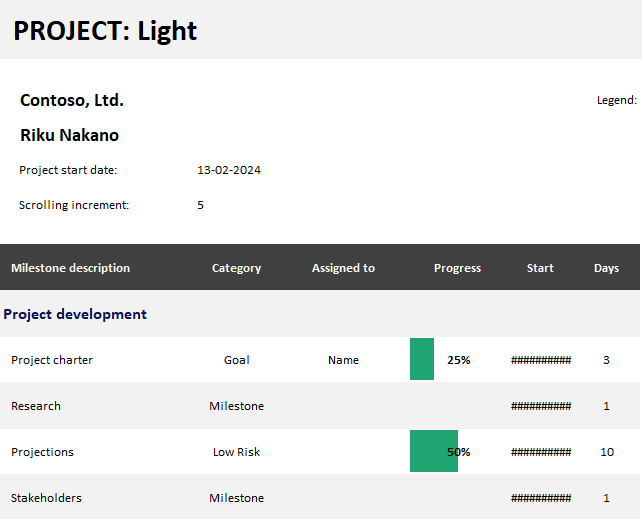 PROJECT: Light
Contoso, Ltd.
Legend:
Riku Nakano
Project start date: 13-02-2024
Scrolling increment: 5
Milestone description Category Assigned to Progress Start Days
Project development
Project charter Goal Name 25% ########## 3
Research Milestone ########## 1
Projections Low Risk 50% ########## 10
Stakeholders Milestone ########## 1